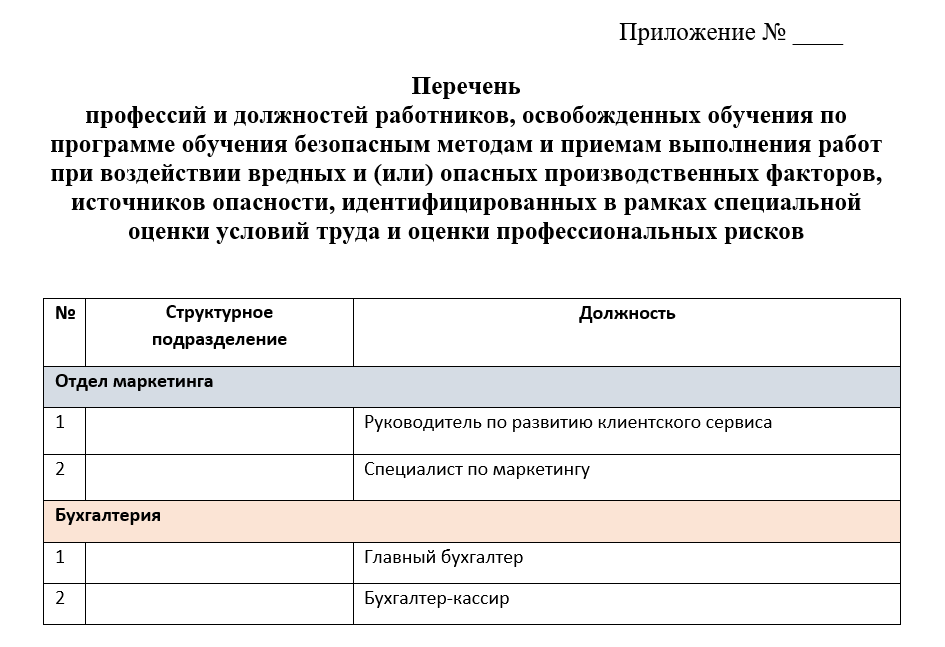 Приложение № ____
Перечень
профессий и должностей работников, освобожденных обучения по
программе обучения безопасным методам и приемам выполнения работ
при воздействии вредных и (или) опасных производственных факторов,
источников опасности, идентифицированных в рамках специальной
оценки условий труда и оценки профессиональных рисков
№ Структурное Должность
подразделение
Отдел маркетинга
1 Руководитель по развитию клиентского сервиса
2 Специалист по маркетингу
Бухгалтерия
1 Главный бухгалтер
2 Бухгалтер-кассир